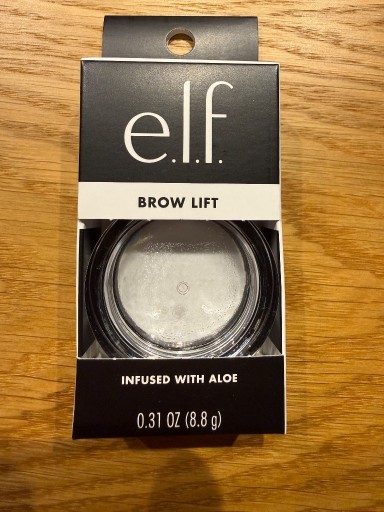 e.l.f.
BROW LIFT
INFUSED WITH ALOE
0.31 OZ (8.8 g)